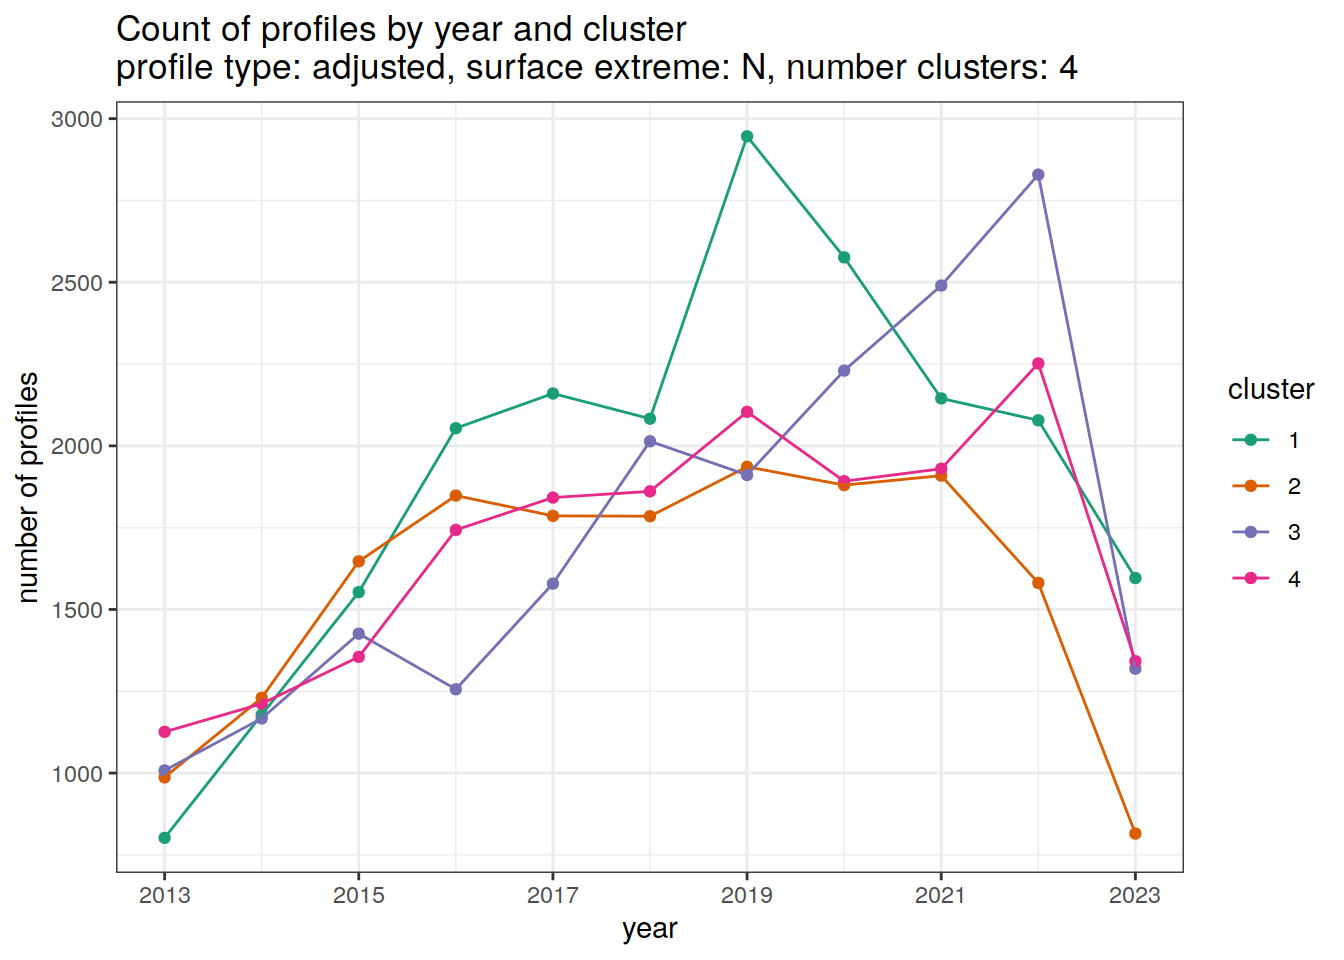 Count of profiles by year and cluster
profile type: adjusted, surface extreme: N, number clusters: 4
3000
2500
2000
1500
1000
number of profiles
2013 2015 2017 2019 2021 2023
year
cluster
1
2
3
4